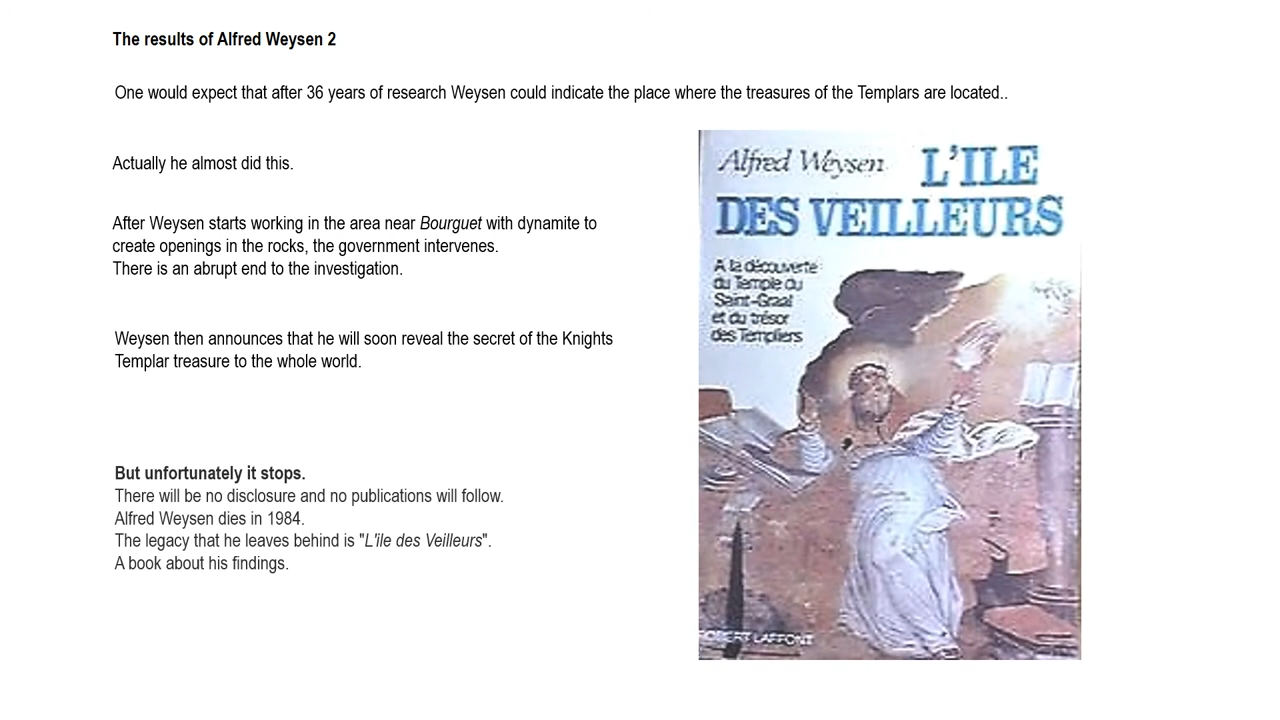 The results of Alfred Weysen 2
One would expect that after 36 years of research Weysen could indicate the place where the treasures of the Templars are located..
Actually he almost did this.
After Weysen starts working in the area near Bourguet with dynamite to
create openings in the rocks, the government intervenes.
There is an abrupt end to the investigation.
Weysen then announces that he will soon reveal the secret of the Knights
Templar treasure to the whole world.
But unfortunately it stops.
There will be no disclosure and no publications will follow.
Alfred Weysen dies in 1984.
The legacy that he leaves behind is "L'ile des Veilleurs".
A book about his findings.
Alfred Weysen L'ILE
DES VEILLEURS
A la découverte
du Temple du
Saint-Graal
et du trésor
des Templiers
ROBERT LAFFONT